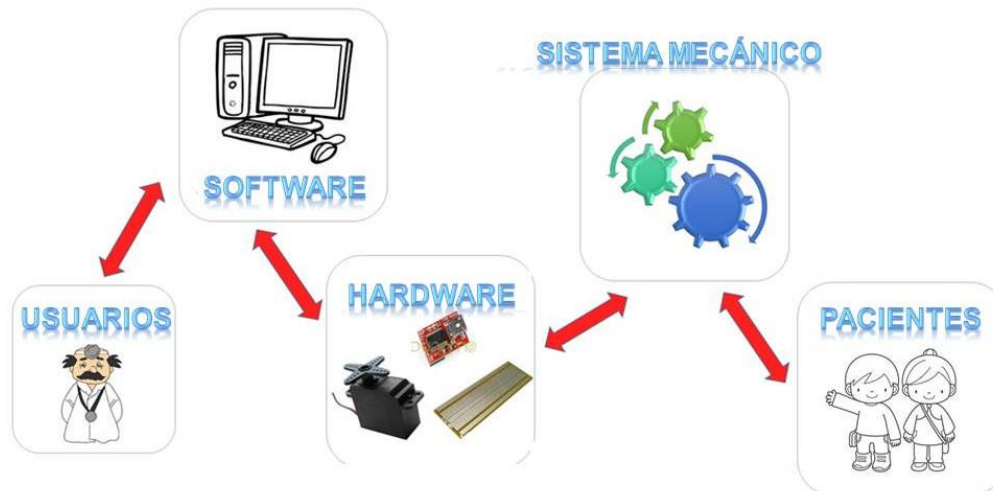 SISTEMA MECÁNICO
SOFTWARE
USUARIOS
HARDWARE
PACIENTES